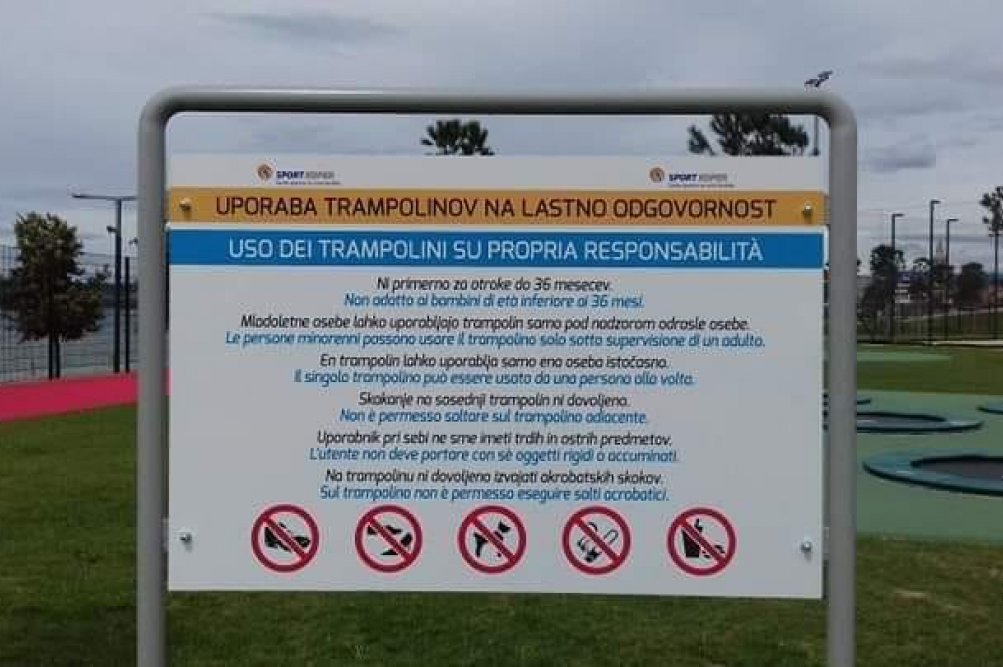 SPORT KOPER SPORT KOPER
UPORABA TRAMPOLINOV NA LASTNO ODGOVORNOST
USO DEI TRAMPOLINI SU PROPRIA RESPONSABILITÀ
Ni primerno za otroke do 36 mesecev.
Non adatto ai bambini di età inferiore ai 36 mesi.
Mladoletne osebe lahko uporabljajo trampolin samo pod nadzorom odrasle osebe.
Le persone minorenni possono usare il trampolino solo sotto supervisione di un adulto.
En trampolin lahko uporablja samo ena oseba istočasno.
Il singolo trampolino può essere usato da una persona alla volta.
Skakanje na sosednji trampolin ni dovoljeno.
Non è permesso saltare sul trampolino adiacente.
Uporabnik pri sebi ne sme imeti trdih in ostrih predmetov.
L'utente non deve portare con sè oggetti rigidi o accuminati.
Na trampolinu ni dovoljeno izvajati akrobatskih skokov.
Sul trampolino non è permesso eseguire salti acrobatici.